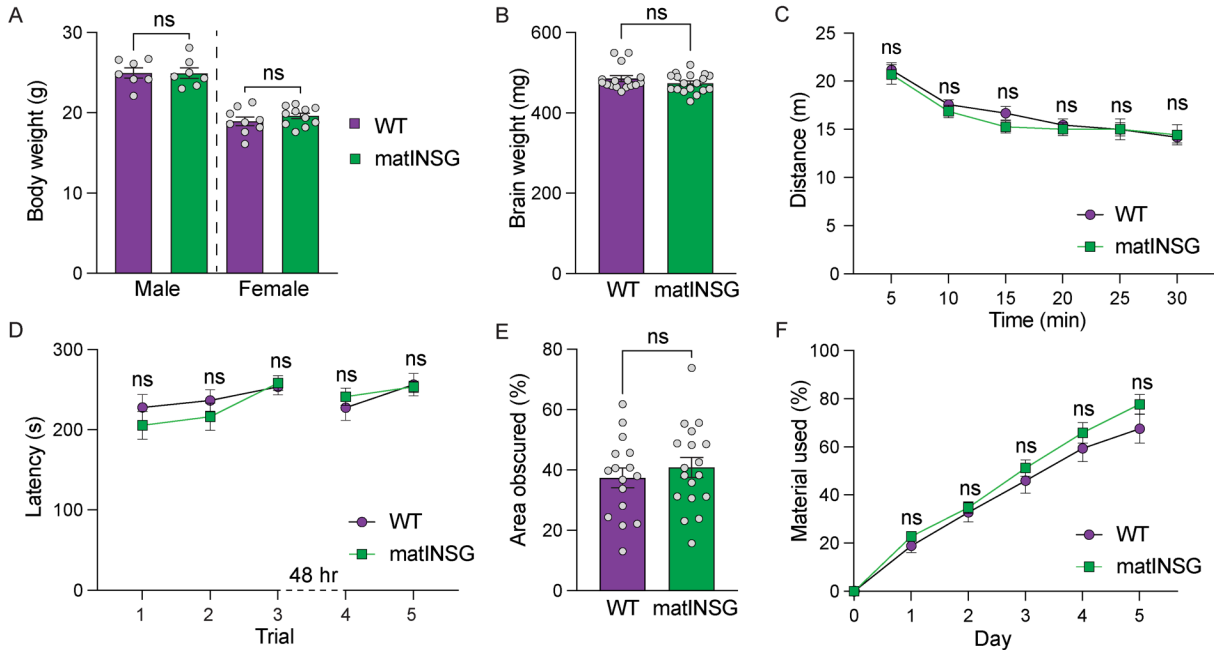 A
ns
ns
30
20
10
0
Body weight (g)
Male
Female
WT
matINSG
B
ns
600
400
200
0
Brain weight (mg)
WT
matINSG
C
ns
ns
ns
ns
ns
ns
25
20
15
10
5
0
Distance (m)
WT
matINSG
5
10
15
20
25
30
Time (min)
D
ns
ns
ns
ns
ns
300
200
100
0
Latency (s)
WT
matINSG
48 hr
1
2
3
4
5
Trial
E
ns
80
60
40
20
0
Area obscured (%)
WT
matINSG
F
ns
ns
ns
ns
ns
100
80
60
40
20
0
Material used (%)
WT
matINSG
0
1
2
3
4
5
Day